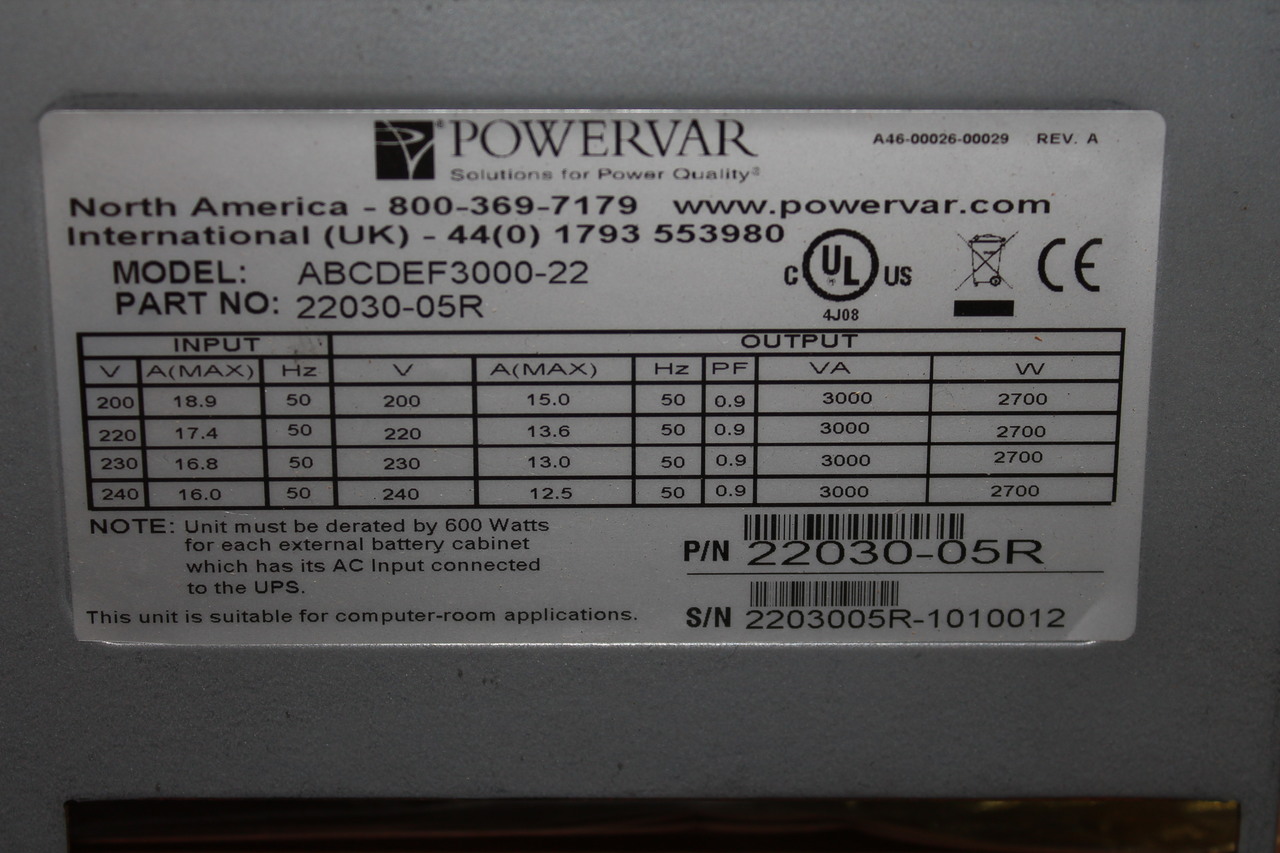 POWERVAR
Solutions for Power Quality®
A46-00026-00029 REV. A
North America - 800-369-7179 www.powervar.com
International (UK) - 44(0) 1793 553980
MODEL: ABCDEF3000-22
PART NO: 22030-05R
C UL US
4J08
CE
INPUT OUTPUT
V A(MAX) Hz V A(MAX) Hz PF VA W
200 18.9 50 200 15.0 50 0.9 3000 2700
220 17.4 50 220 13.6 50 0.9 3000 2700
230 16.8 50 230 13.0 50 0.9 3000 2700
240 16.0 50 240 12.5 50 0.9 3000 2700
NOTE: Unit must be derated by 600 Watts
for each external battery cabinet
which has its AC Input connected
to the UPS.
This unit is suitable for computer-room applications.
P/N 22030-05R
S/N 2203005R-1010012